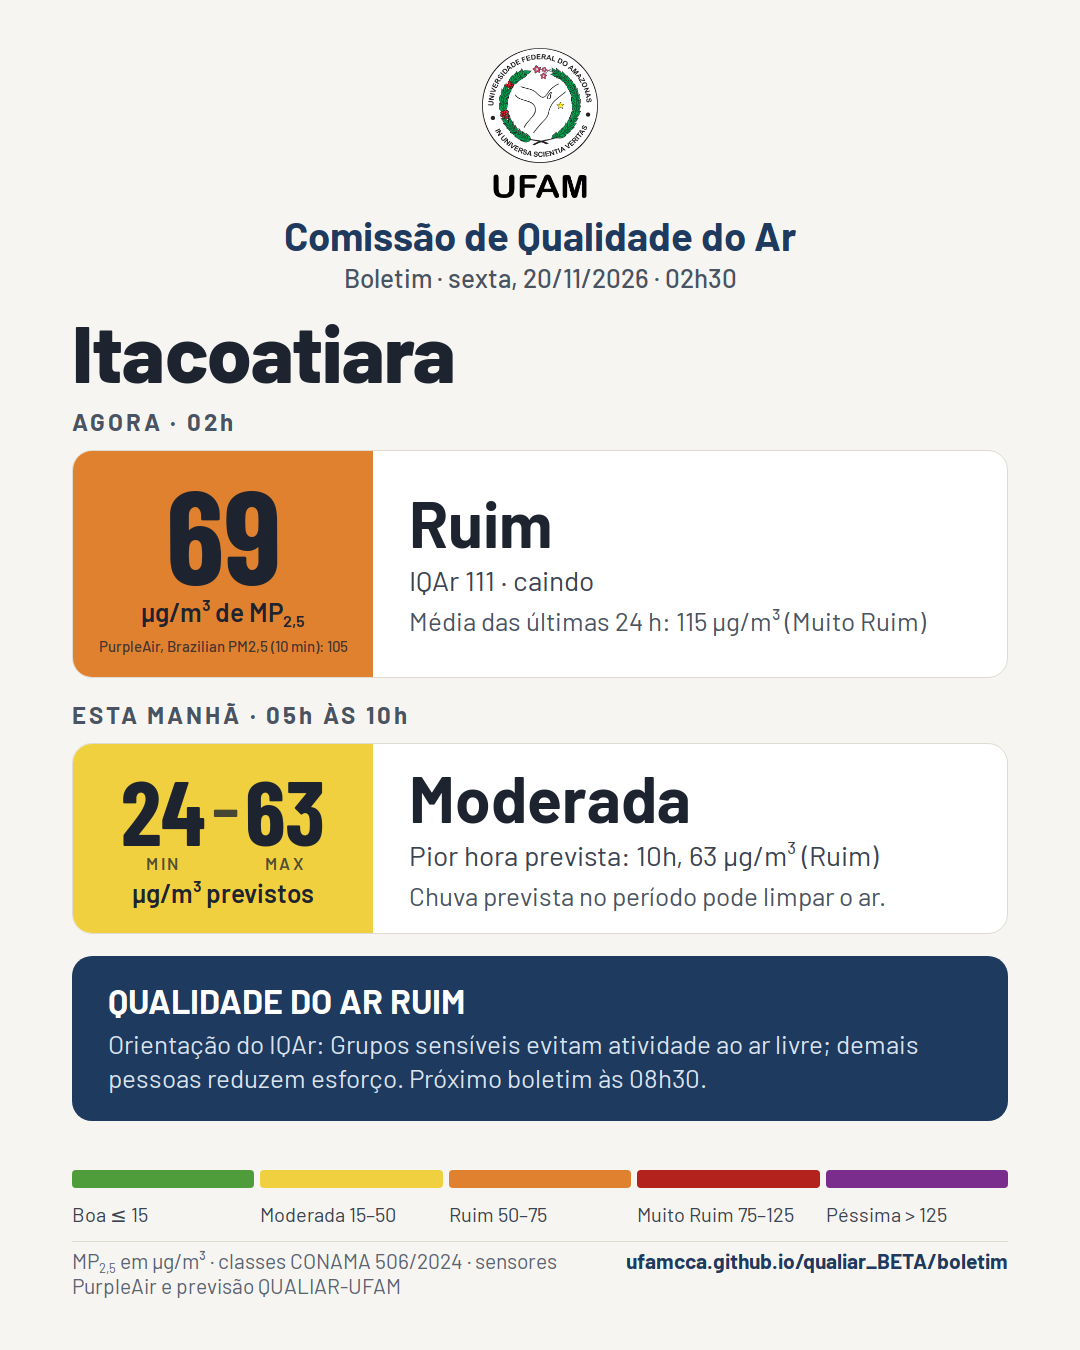 UNIVERSIDADE FEDERAL DO AMAZONAS
IN UNIVERSA SCIENTIA VERITAS
UFAM
Comissão de Qualidade do Ar
Boletim · sexta, 20/11/2026 · 02h30
Itacoatiara
AGORA · 02h
69
µg/m³ de MP2,5
PurpleAir, Brazilian PM2,5 (10 min): 105
Ruim
IQAr 111 · caindo
Média das últimas 24 h: 115 µg/m³ (Muito Ruim)
ESTA MANHÃ · 05h ÀS 10h
24 – 63
MIN MAX
µg/m³ previstos
Moderada
Pior hora prevista: 10h, 63 µg/m³ (Ruim)
Chuva prevista no período pode limpar o ar.
QUALIDADE DO AR RUIM
Orientação do IQAr: Grupos sensíveis evitam atividade ao ar livre; demais
pessoas reduzem esforço. Próximo boletim às 08h30.
Boa ≤ 15 Moderada 15–50 Ruim 50–75 Muito Ruim 75–125 Péssima > 125
MP2,5 em µg/m³ · classes CONAMA 506/2024 · sensores
PurpleAir e previsão QUALIAR-UFAM
ufamcca.github.io/qualiar_BETA/boletim